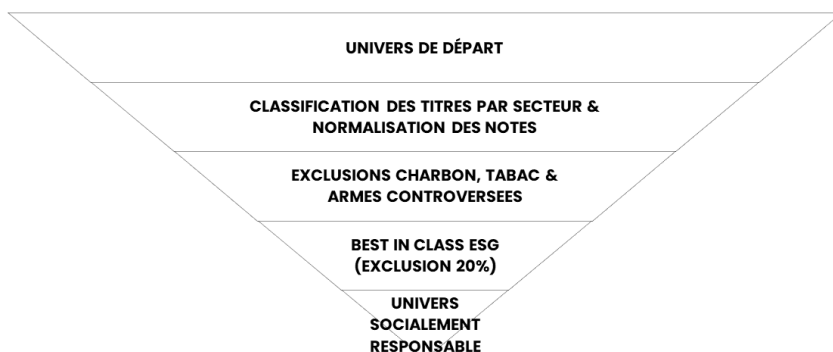 UNIVERS DE DÉPART
CLASSIFICATION DES TITRES PAR SECTEUR &
NORMALISATION DES NOTES
EXCLUSIONS CHARBON, TABAC &
ARMES CONTROVERSEES
BEST IN CLASS ESG
(EXCLUSION 20%)
UNIVERS
SOCIALEMENT
RESPONSABLE